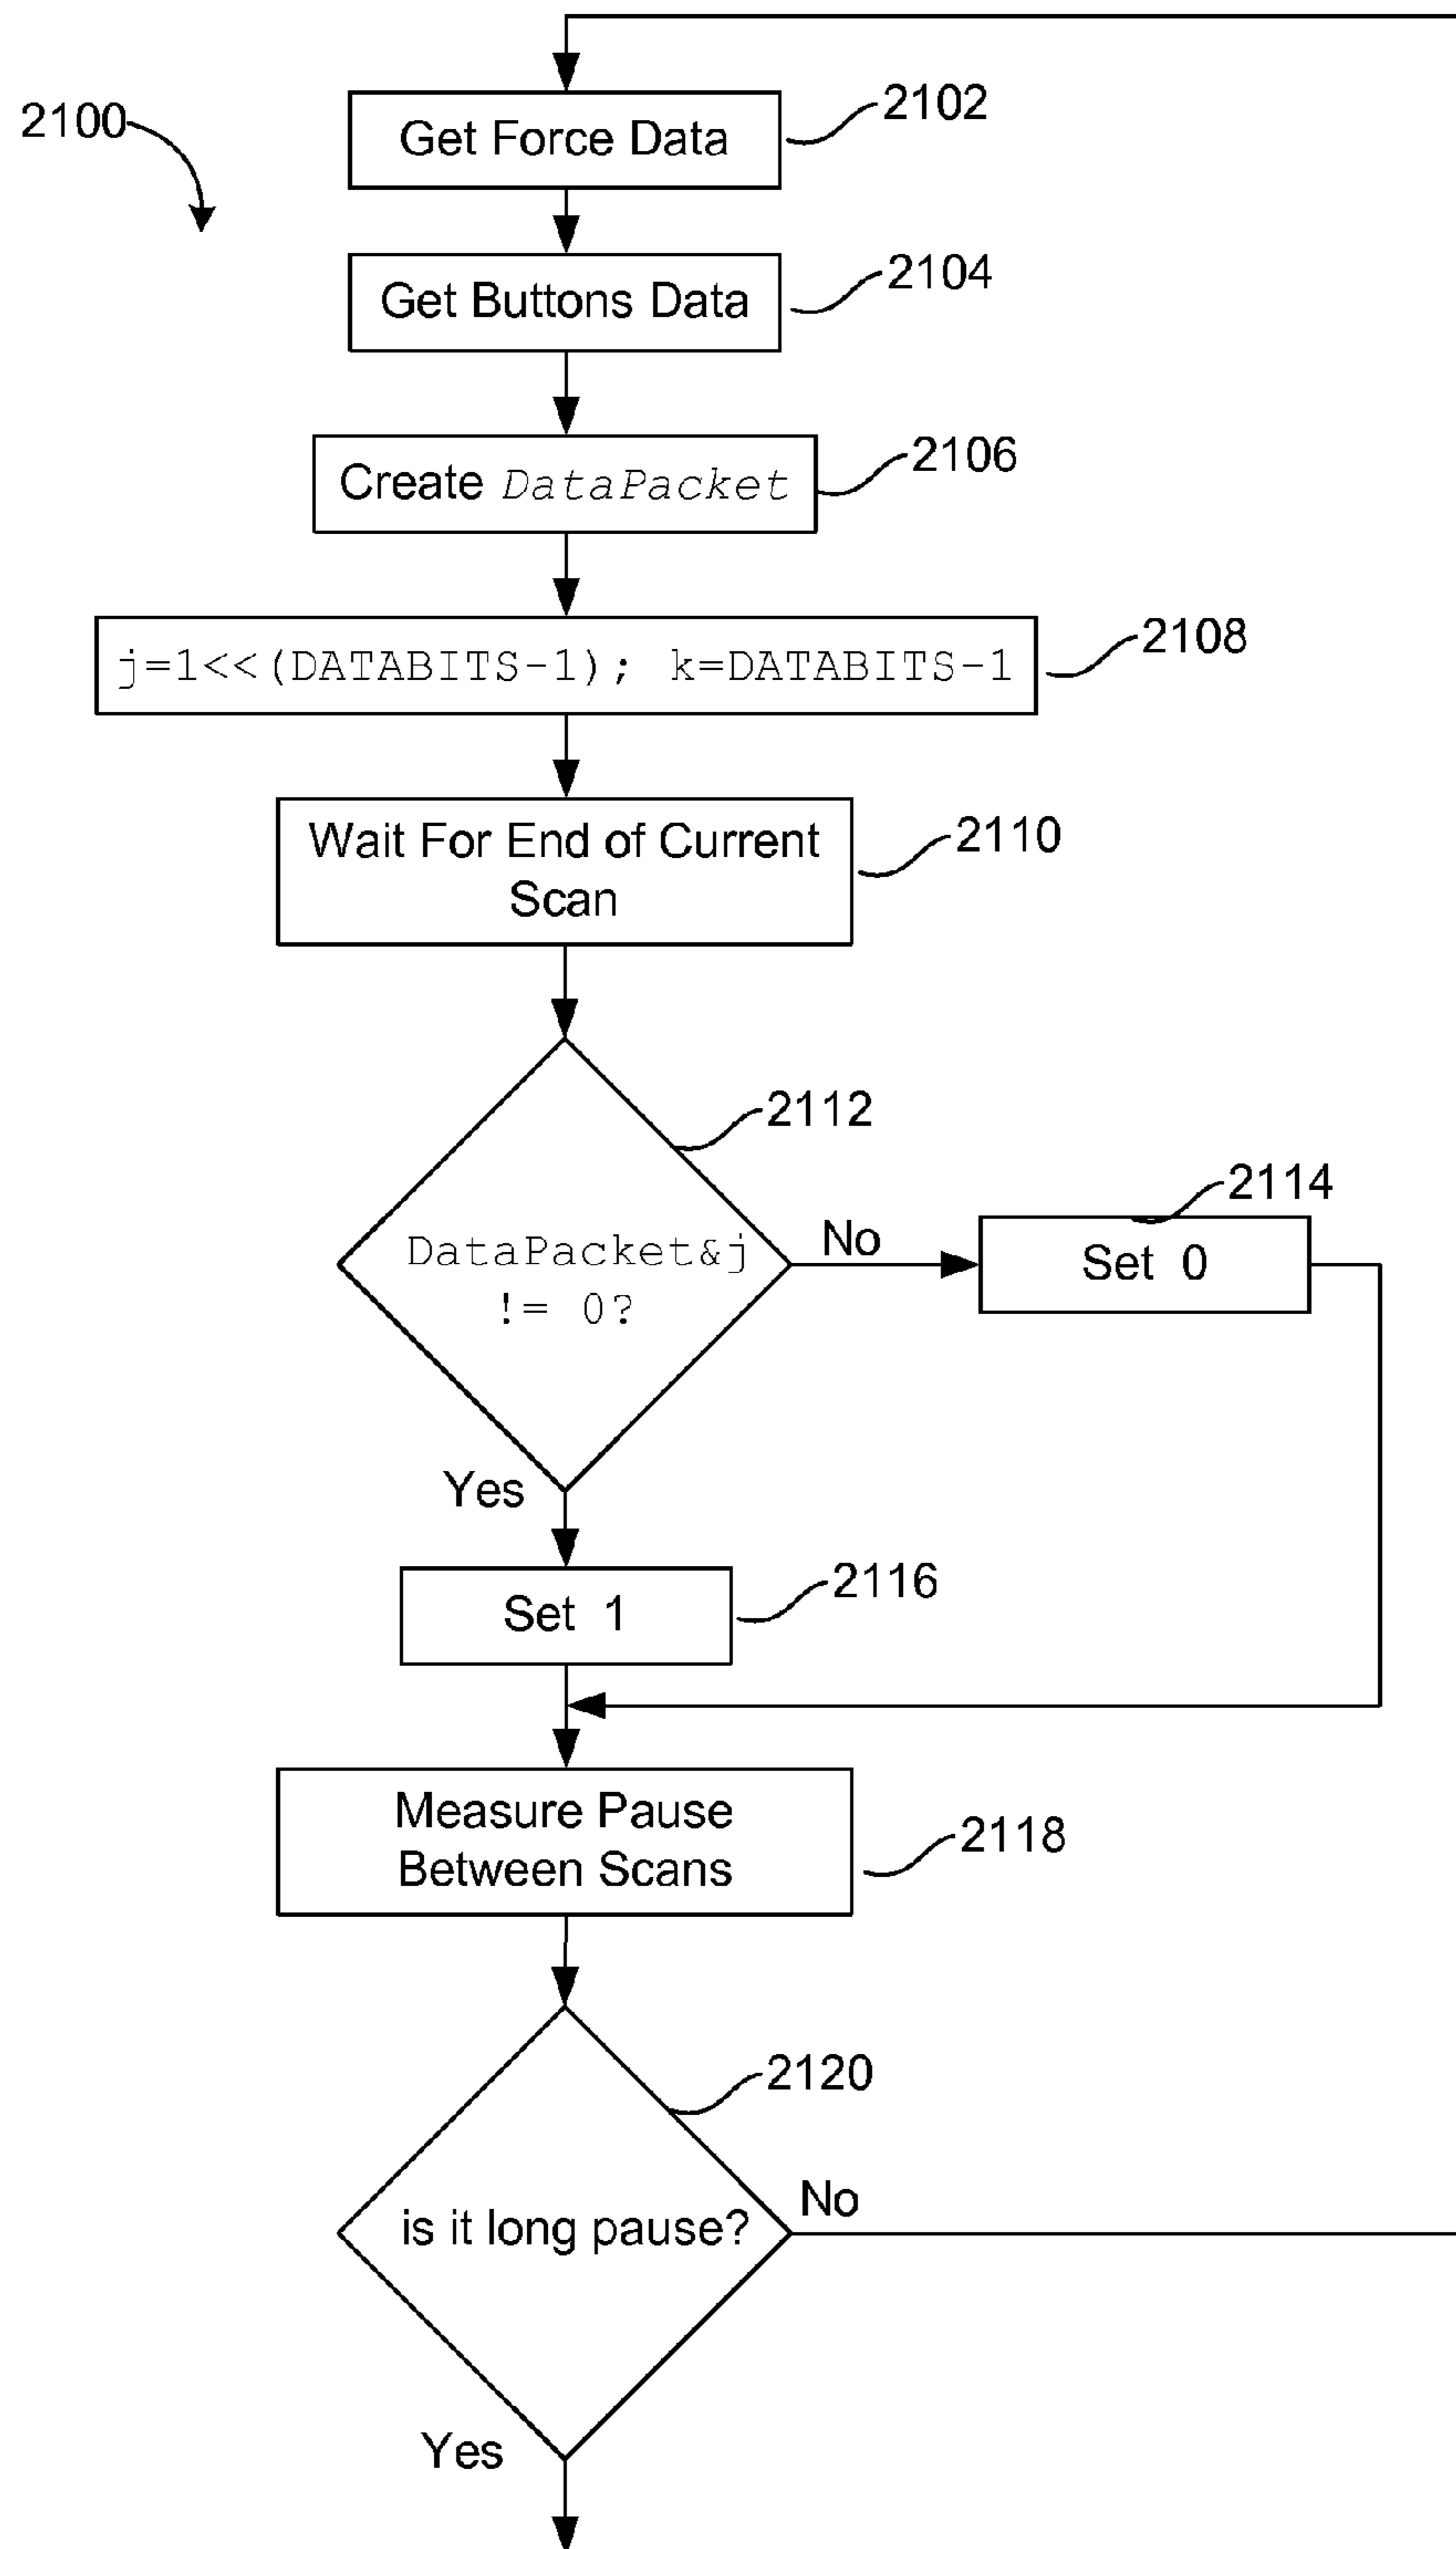 2100
2102
Get Force Data
2104
Get Buttons Data
2106
Create DataPacket
2108
j=1<<(DATABITS-1); k=DATABITS-1
2110
Wait For End of Current
Scan
2112
DataPacket&j
!= 0?
No
2114
Set 0
Yes
2116
Set 1
2118
Measure Pause
Between Scans
2120
is it long pause?
No
Yes